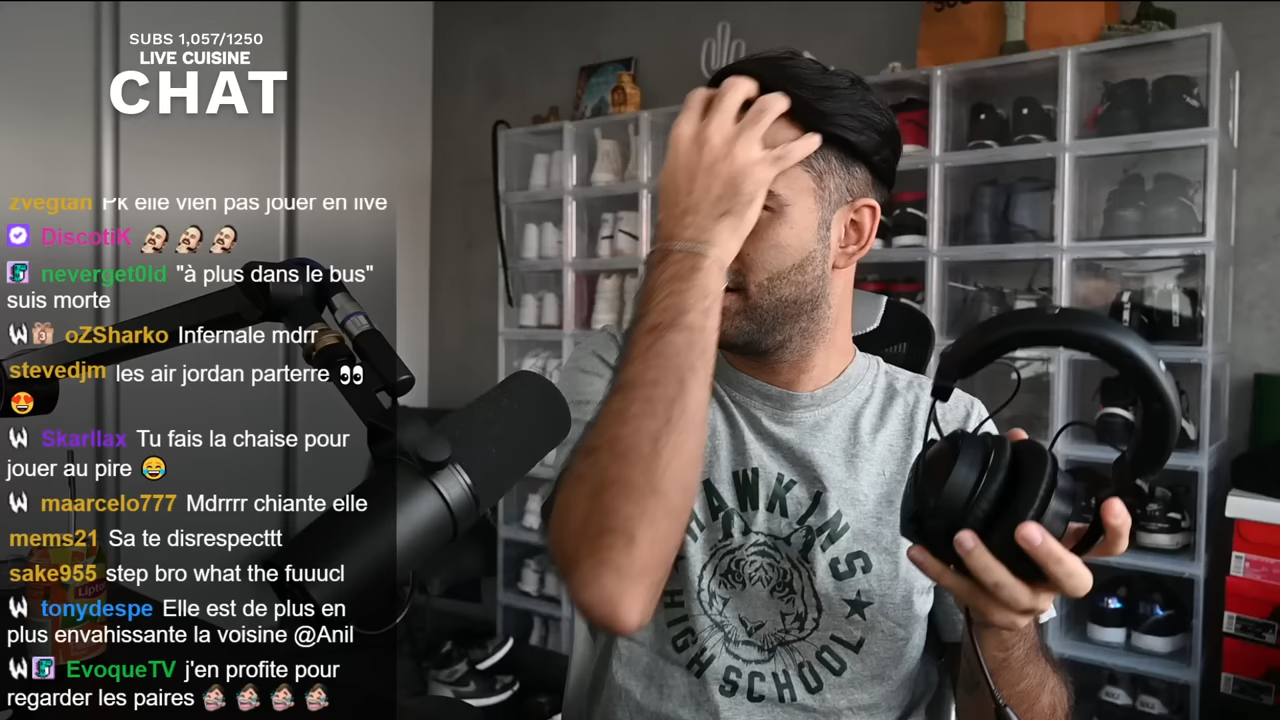 SUBS 1,057/1250
LIVE CUISINE
CHAT
zvegtan Pk elle vien pas jouer en live
DiscotiK
neverget0ld "à plus dans le bus"
suis morte
oZSharko Infernale mdrr
stevedjm les air jordan parterre 👀
😍
Skarllax Tu fais la chaise pour
jouer au pire 😂
maarcelo777 Mdrrrr chiante elle
mems21 Sa te disrespecttt
sake955 step bro what the fuuucl
tonydespe Elle est de plus en
plus envahissante la voisine @Anil
EvoqueTV j'en profite pour
regarder les paires
HAWKINS
HIGH SCHOOL
Lipto